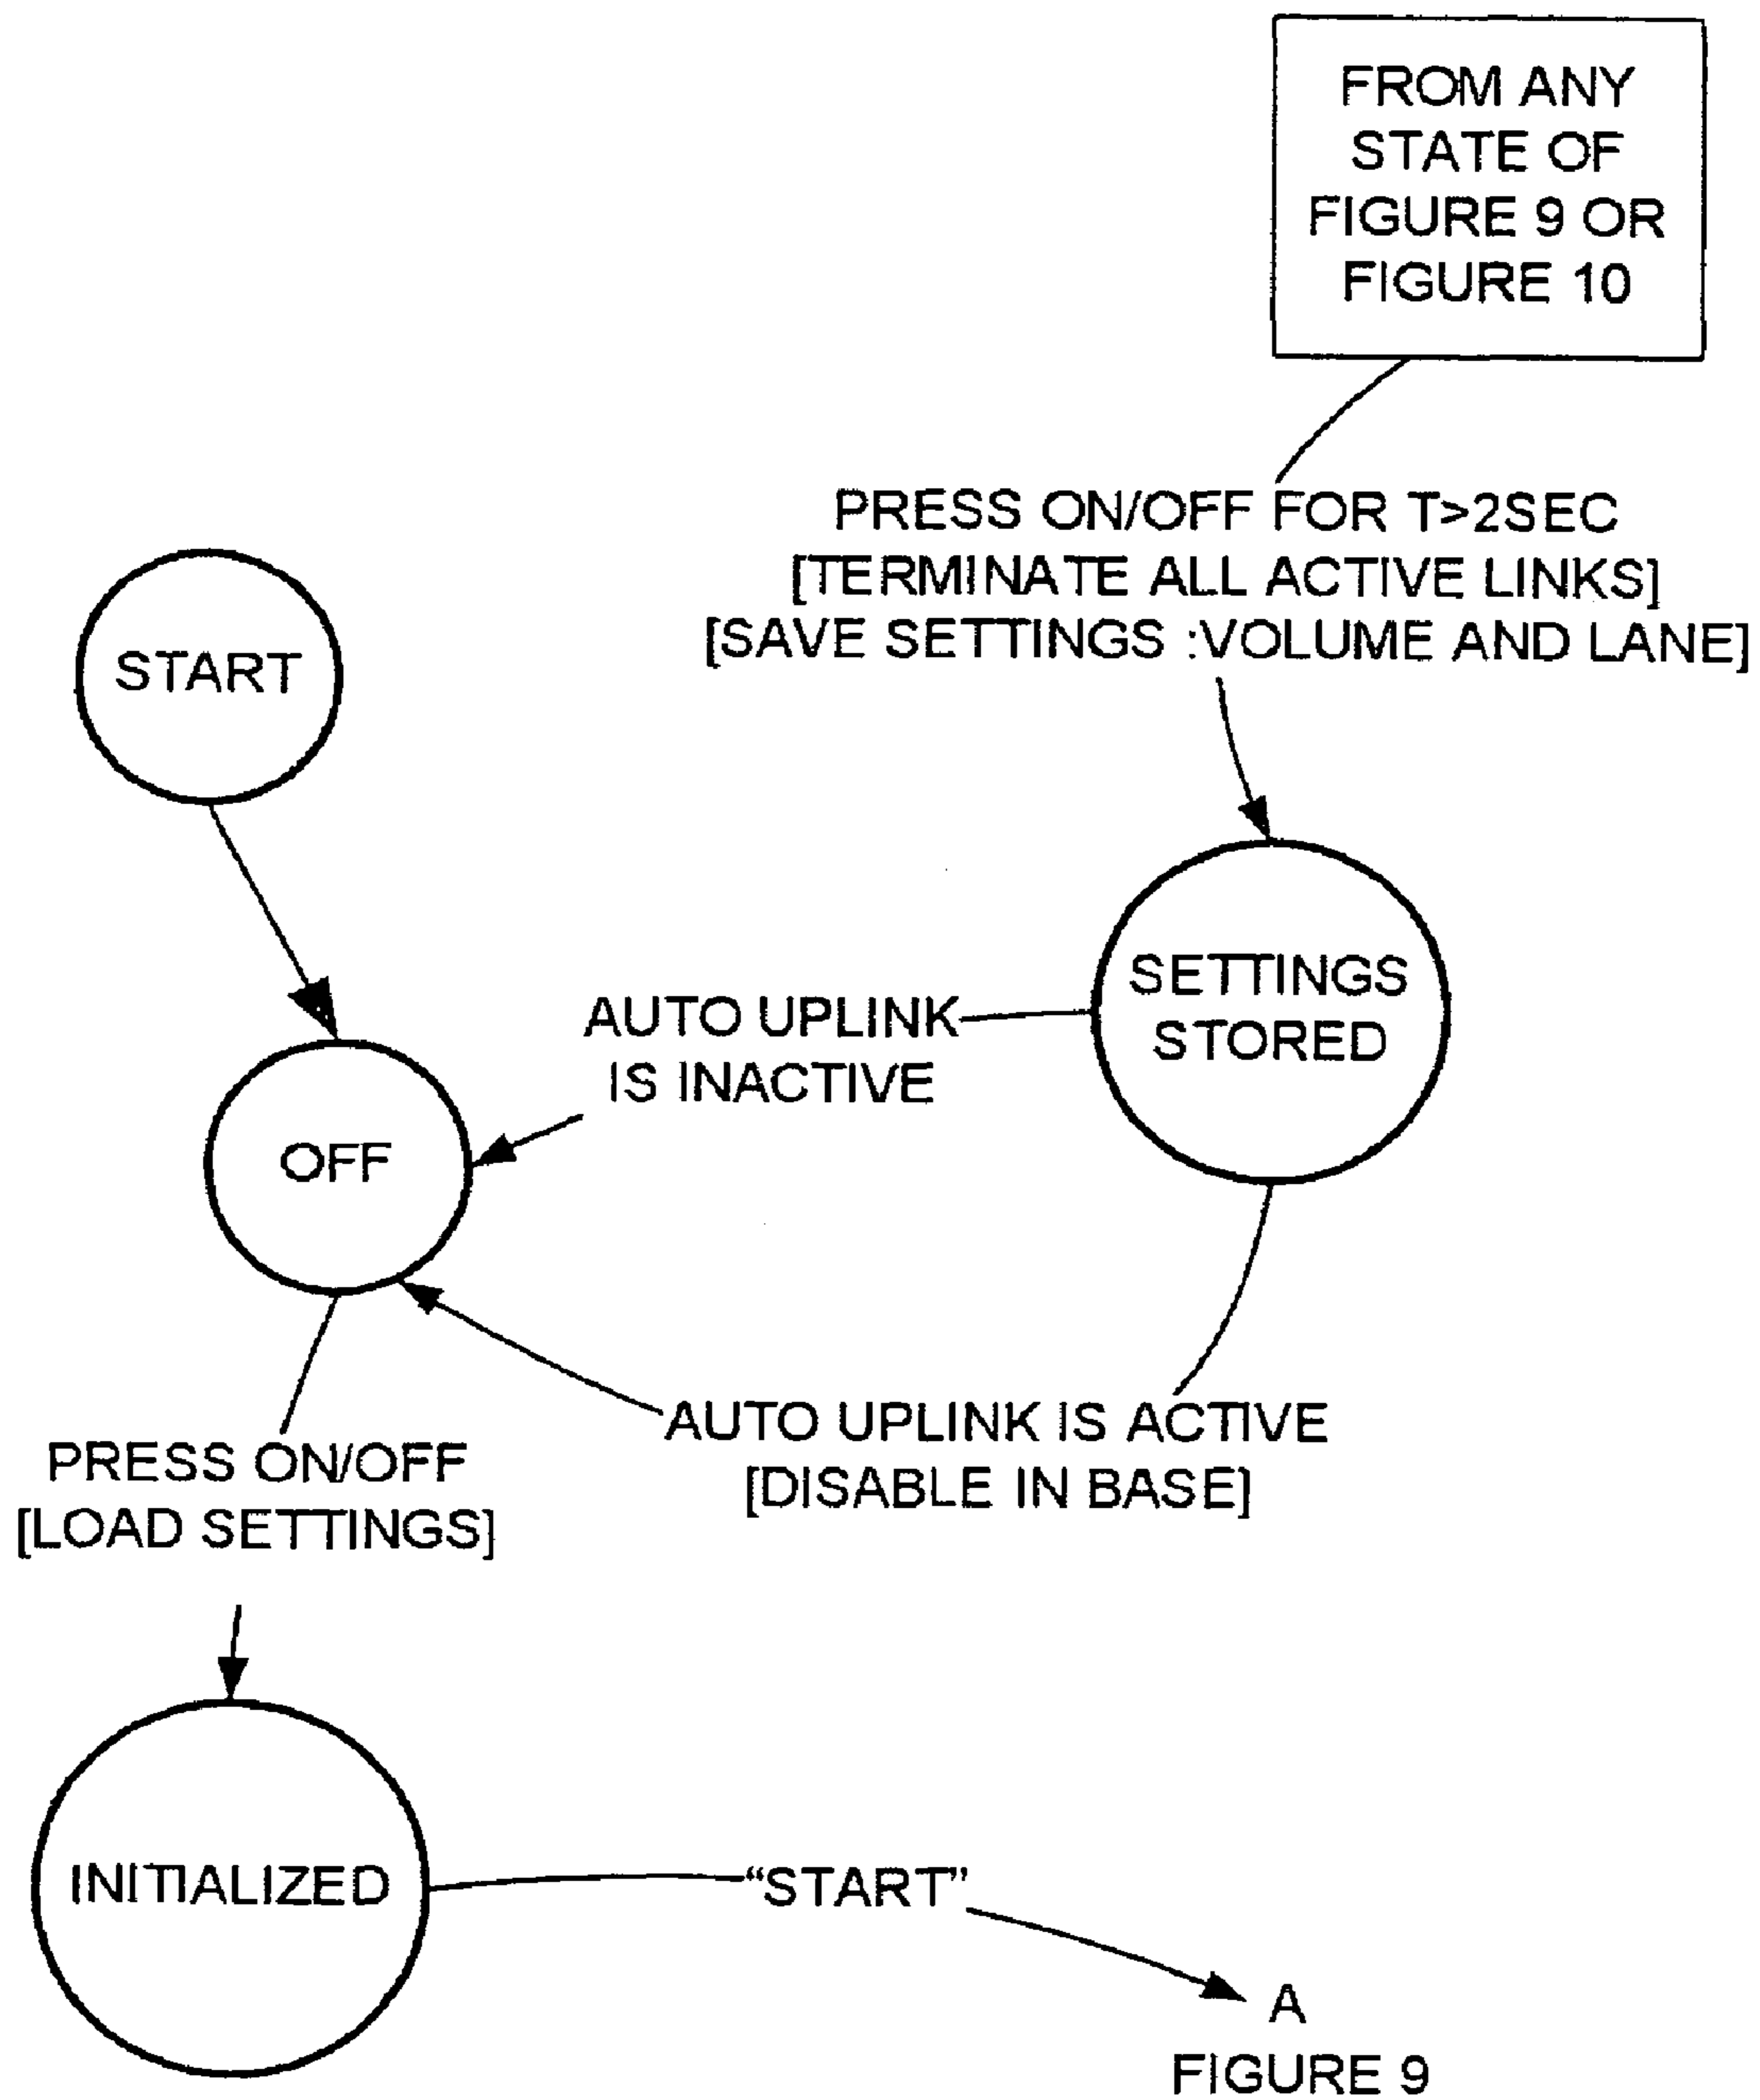 FROM ANY
STATE OF
FIGURE 9 OR
FIGURE 10
PRESS ON/OFF FOR T>2SEC
[TERMINATE ALL ACTIVE LINKS]
[SAVE SETTINGS :VOLUME AND LANE]
START
SETTINGS
STORED
AUTO UPLINK
IS INACTIVE
OFF
AUTO UPLINK IS ACTIVE
[DISABLE IN BASE]
PRESS ON/OFF
[LOAD SETTINGS]
INITIALIZED
“START”
A
FIGURE 9